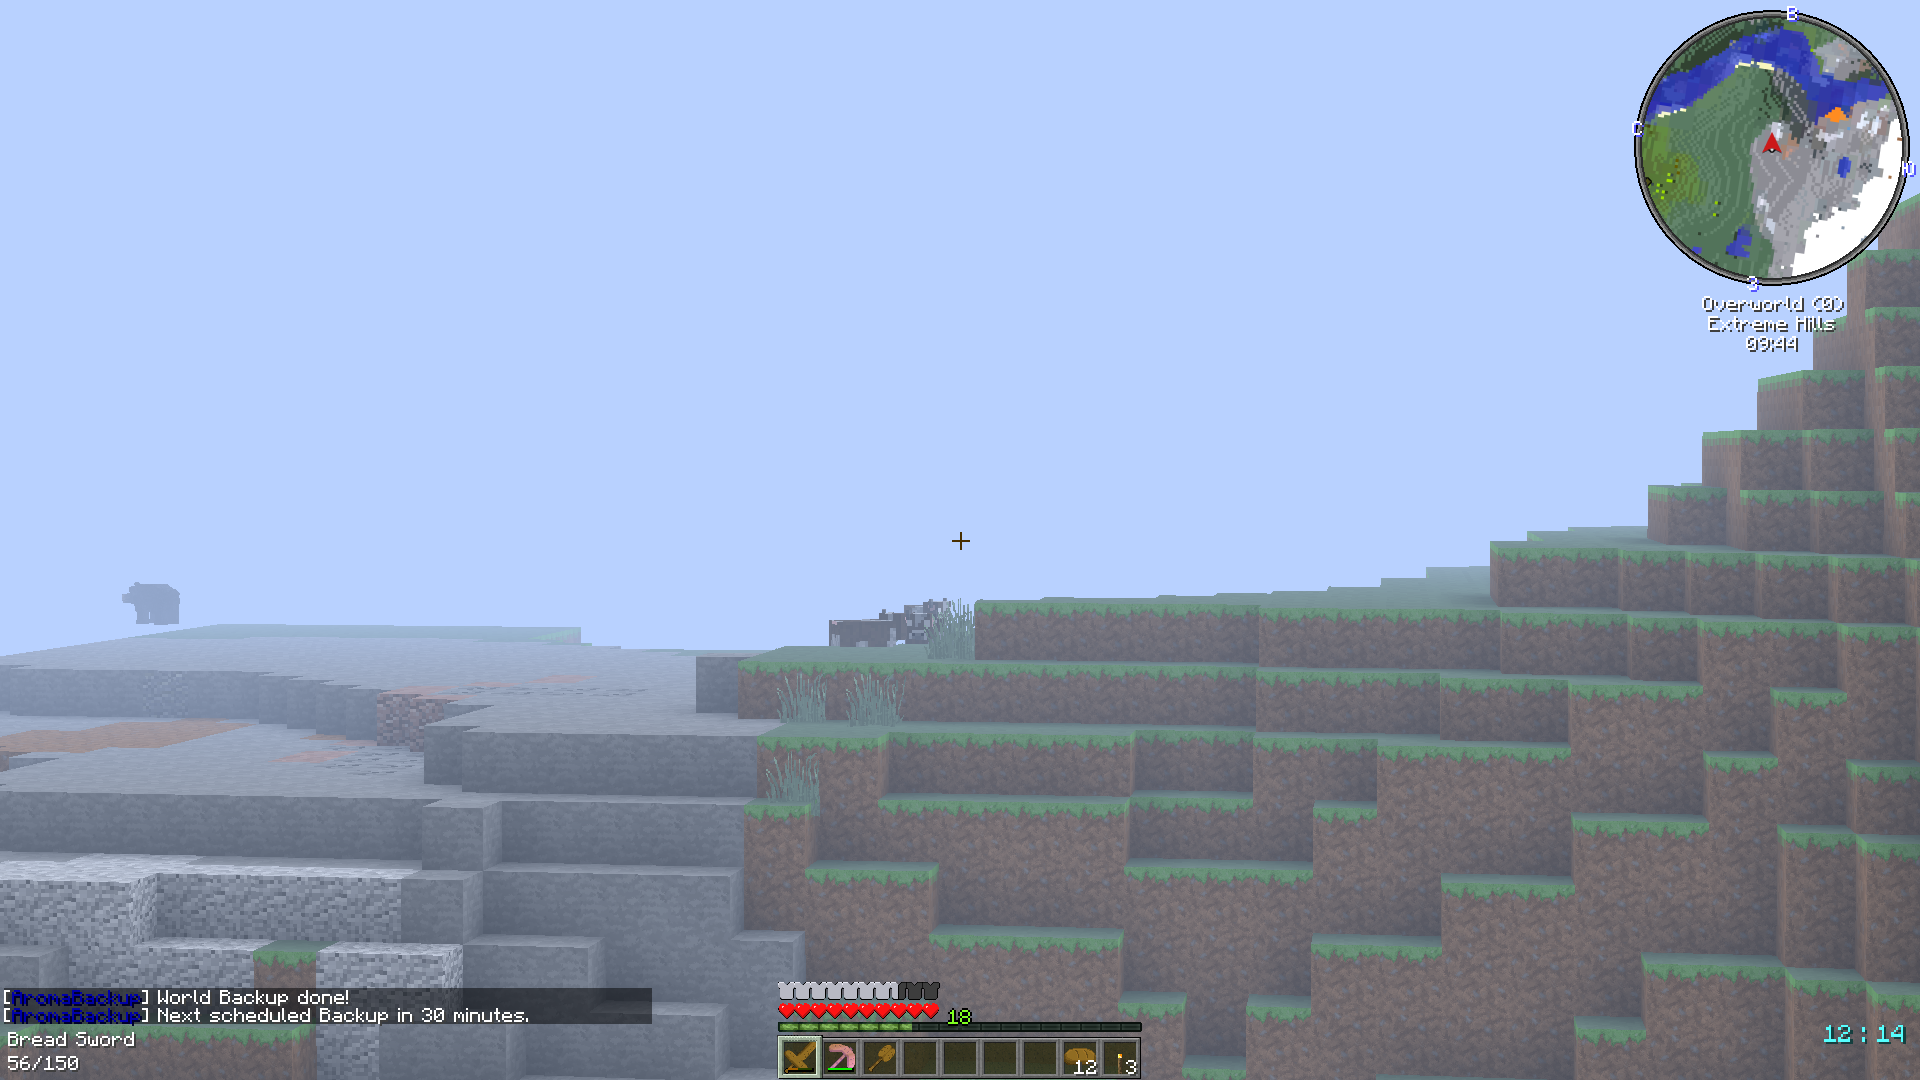 В
С
Ю
З
Overworld (0)
Extreme Hills
09:44
[AromaBackup] World Backup done!
[AromaBackup] Next scheduled Backup in 30 minutes.
Bread Sword
56/150
18
12
3
12:14